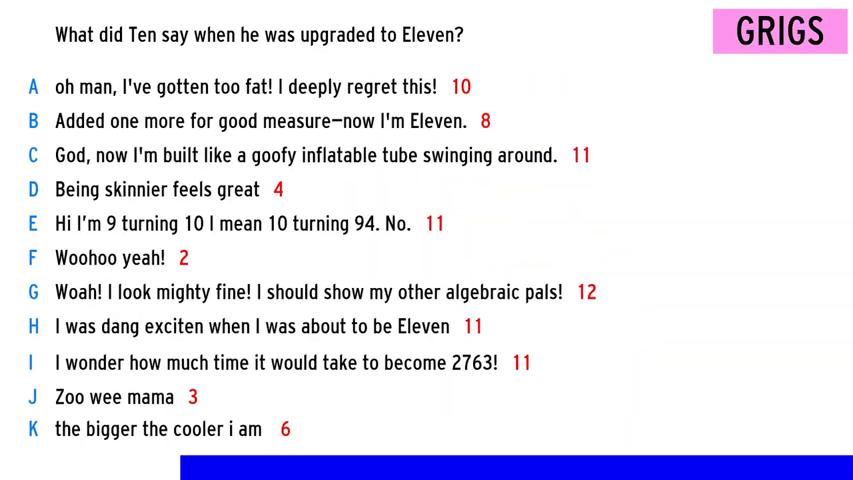 What did Ten say when he was upgraded to Eleven?
GRIGS
A oh man, I've gotten too fat! I deeply regret this! 10
B Added one more for good measure—now I'm Eleven. 8
C God, now I'm built like a goofy inflatable tube swinging around. 11
D Being skinnier feels great 4
E Hi I'm 9 turning 10 I mean 10 turning 94. No. 11
F Woohoo yeah! 2
G Woah! I look mighty fine! I should show my other algebraic pals! 12
H I was dang exciten when I was about to be Eleven 11
I I wonder how much time it would take to become 2763! 11
J Zoo wee mama 3
K the bigger the cooler i am 6